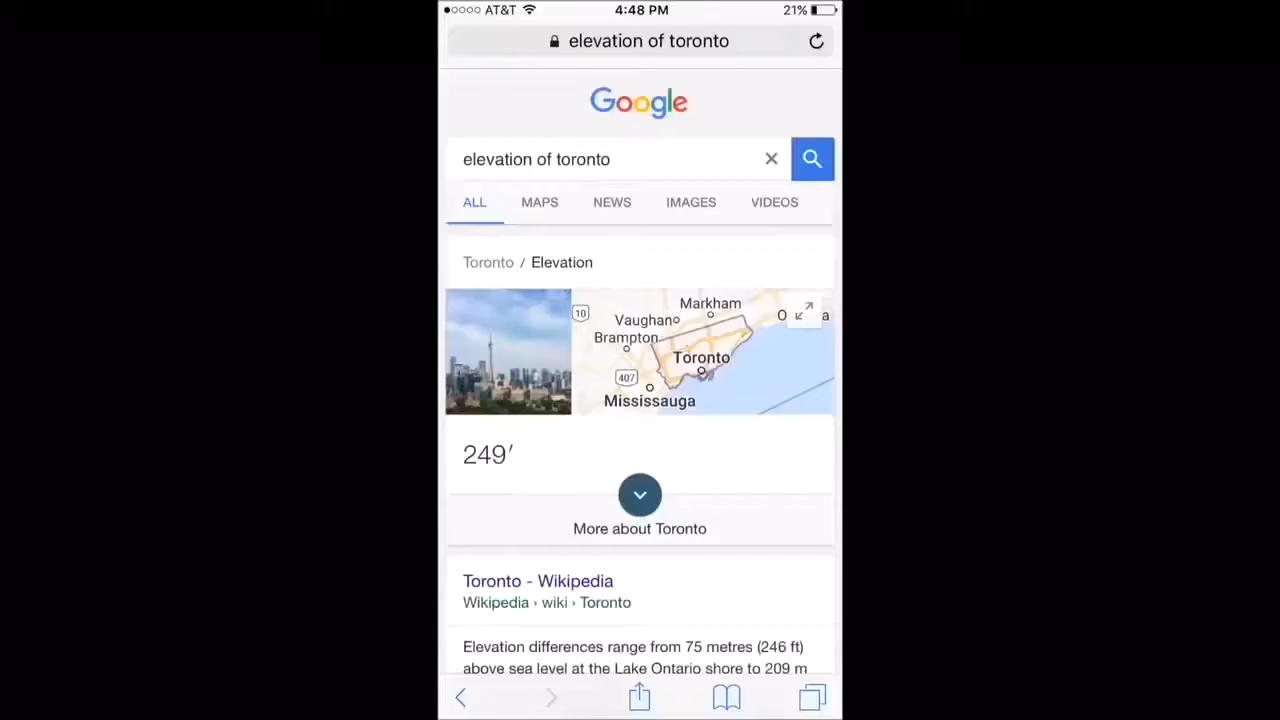 AT&T 4:48 PM 21%
elevation of toronto
Google
elevation of toronto
ALL MAPS NEWS IMAGES VIDEOS
Toronto / Elevation
Markham
10
Vaughan
Brampton
Toronto
407
Mississauga
249′
More about Toronto
Toronto - Wikipedia
Wikipedia › wiki › Toronto
Elevation differences range from 75 metres (246 ft)
above sea level at the Lake Ontario shore to 209 m